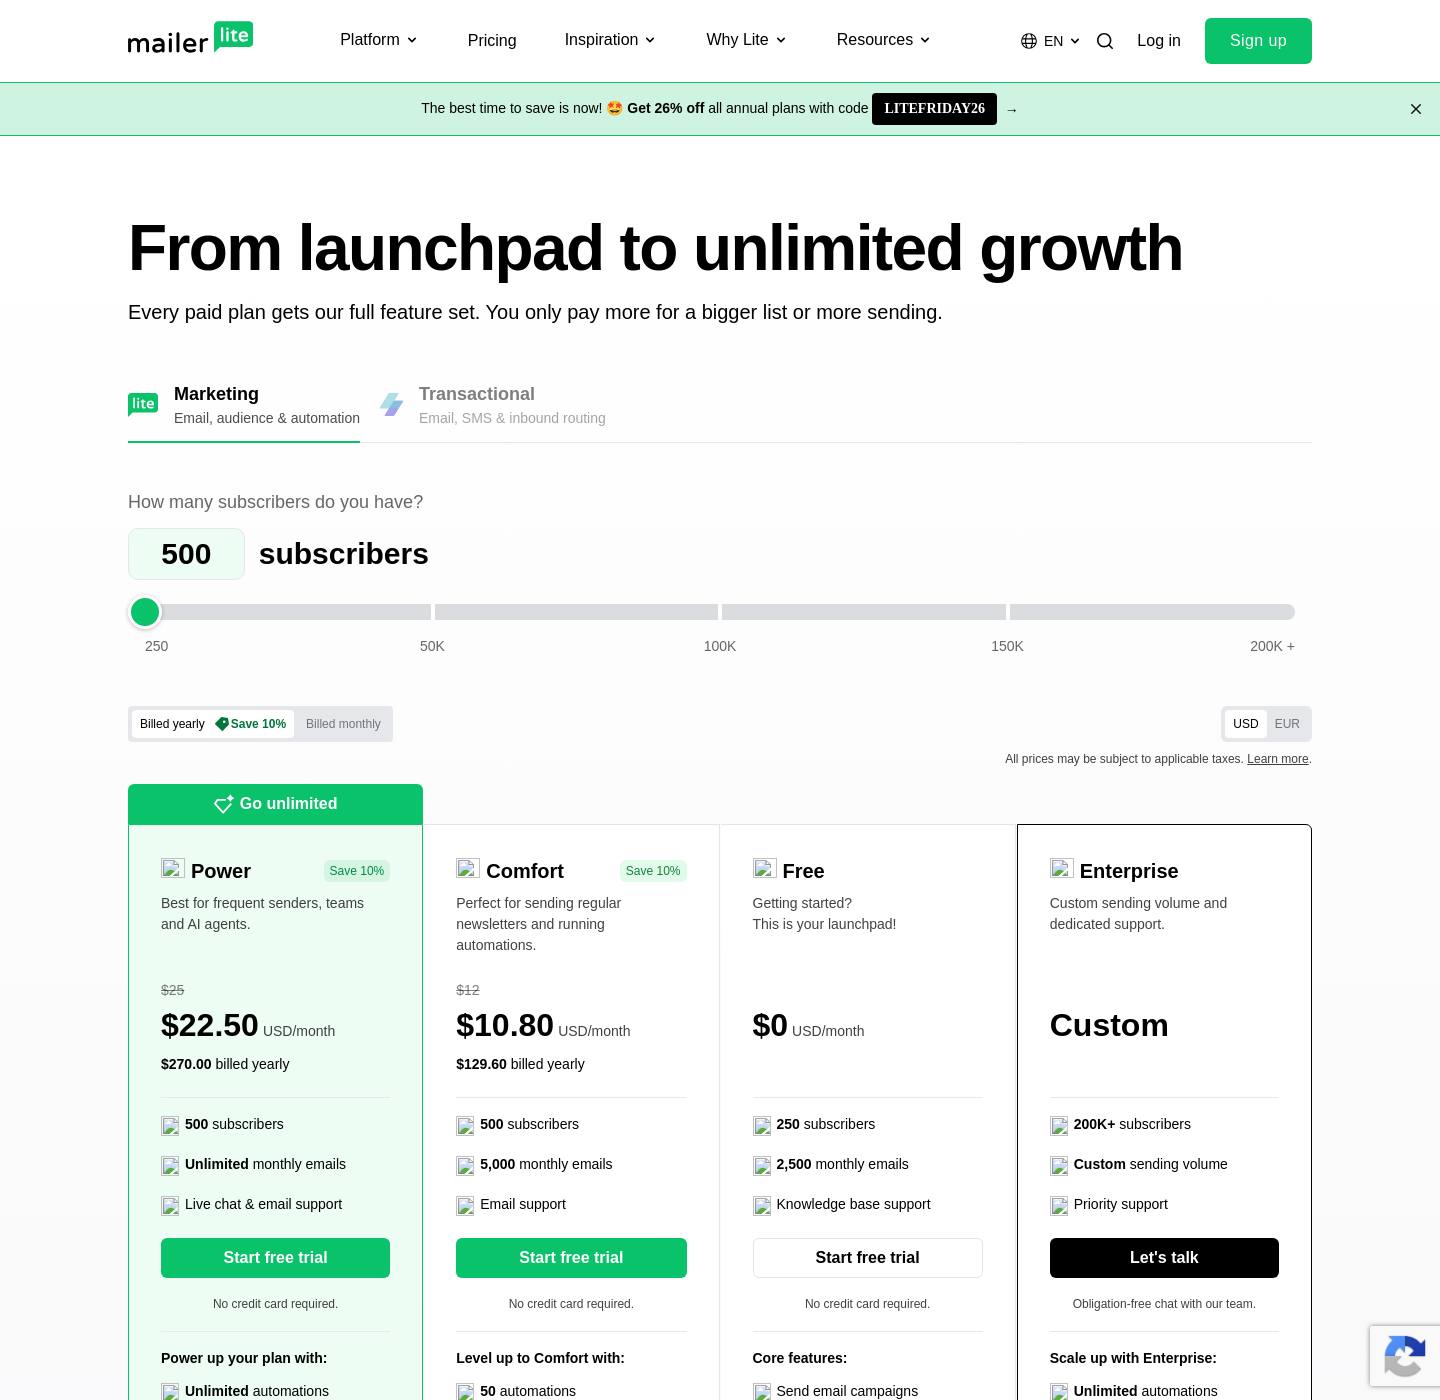 mailer lite
Platform
Pricing
Inspiration
Why Lite
Resources
EN
Log in
Sign up
The best time to save is now! 🤩 Get 26% off all annual plans with code LITEFRIDAY26 →
From launchpad to unlimited growth
Every paid plan gets our full feature set. You only pay more for a bigger list or more sending.
lite
Marketing
Email, audience & automation
Transactional
Email, SMS & inbound routing
How many subscribers do you have?
500 subscribers
250 50K 100K 150K 200K +
Billed yearly Save 10% Billed monthly
USD EUR
All prices may be subject to applicable taxes. Learn more.
Go unlimited
Power Save 10%
Best for frequent senders, teams
and AI agents.
$25
$22.50 USD/month
$270.00 billed yearly
500 subscribers
Unlimited monthly emails
Live chat & email support
Start free trial
No credit card required.
Power up your plan with:
Unlimited automations
Comfort Save 10%
Perfect for sending regular
newsletters and running
automations.
$12
$10.80 USD/month
$129.60 billed yearly
500 subscribers
5,000 monthly emails
Email support
Start free trial
No credit card required.
Level up to Comfort with:
50 automations
Free
Getting started?
This is your launchpad!
$0 USD/month
250 subscribers
2,500 monthly emails
Knowledge base support
Start free trial
No credit card required.
Core features:
Send email campaigns
Enterprise
Custom sending volume and
dedicated support.
Custom
200K+ subscribers
Custom sending volume
Priority support
Let's talk
Obligation-free chat with our team.
Scale up with Enterprise:
Unlimited automations